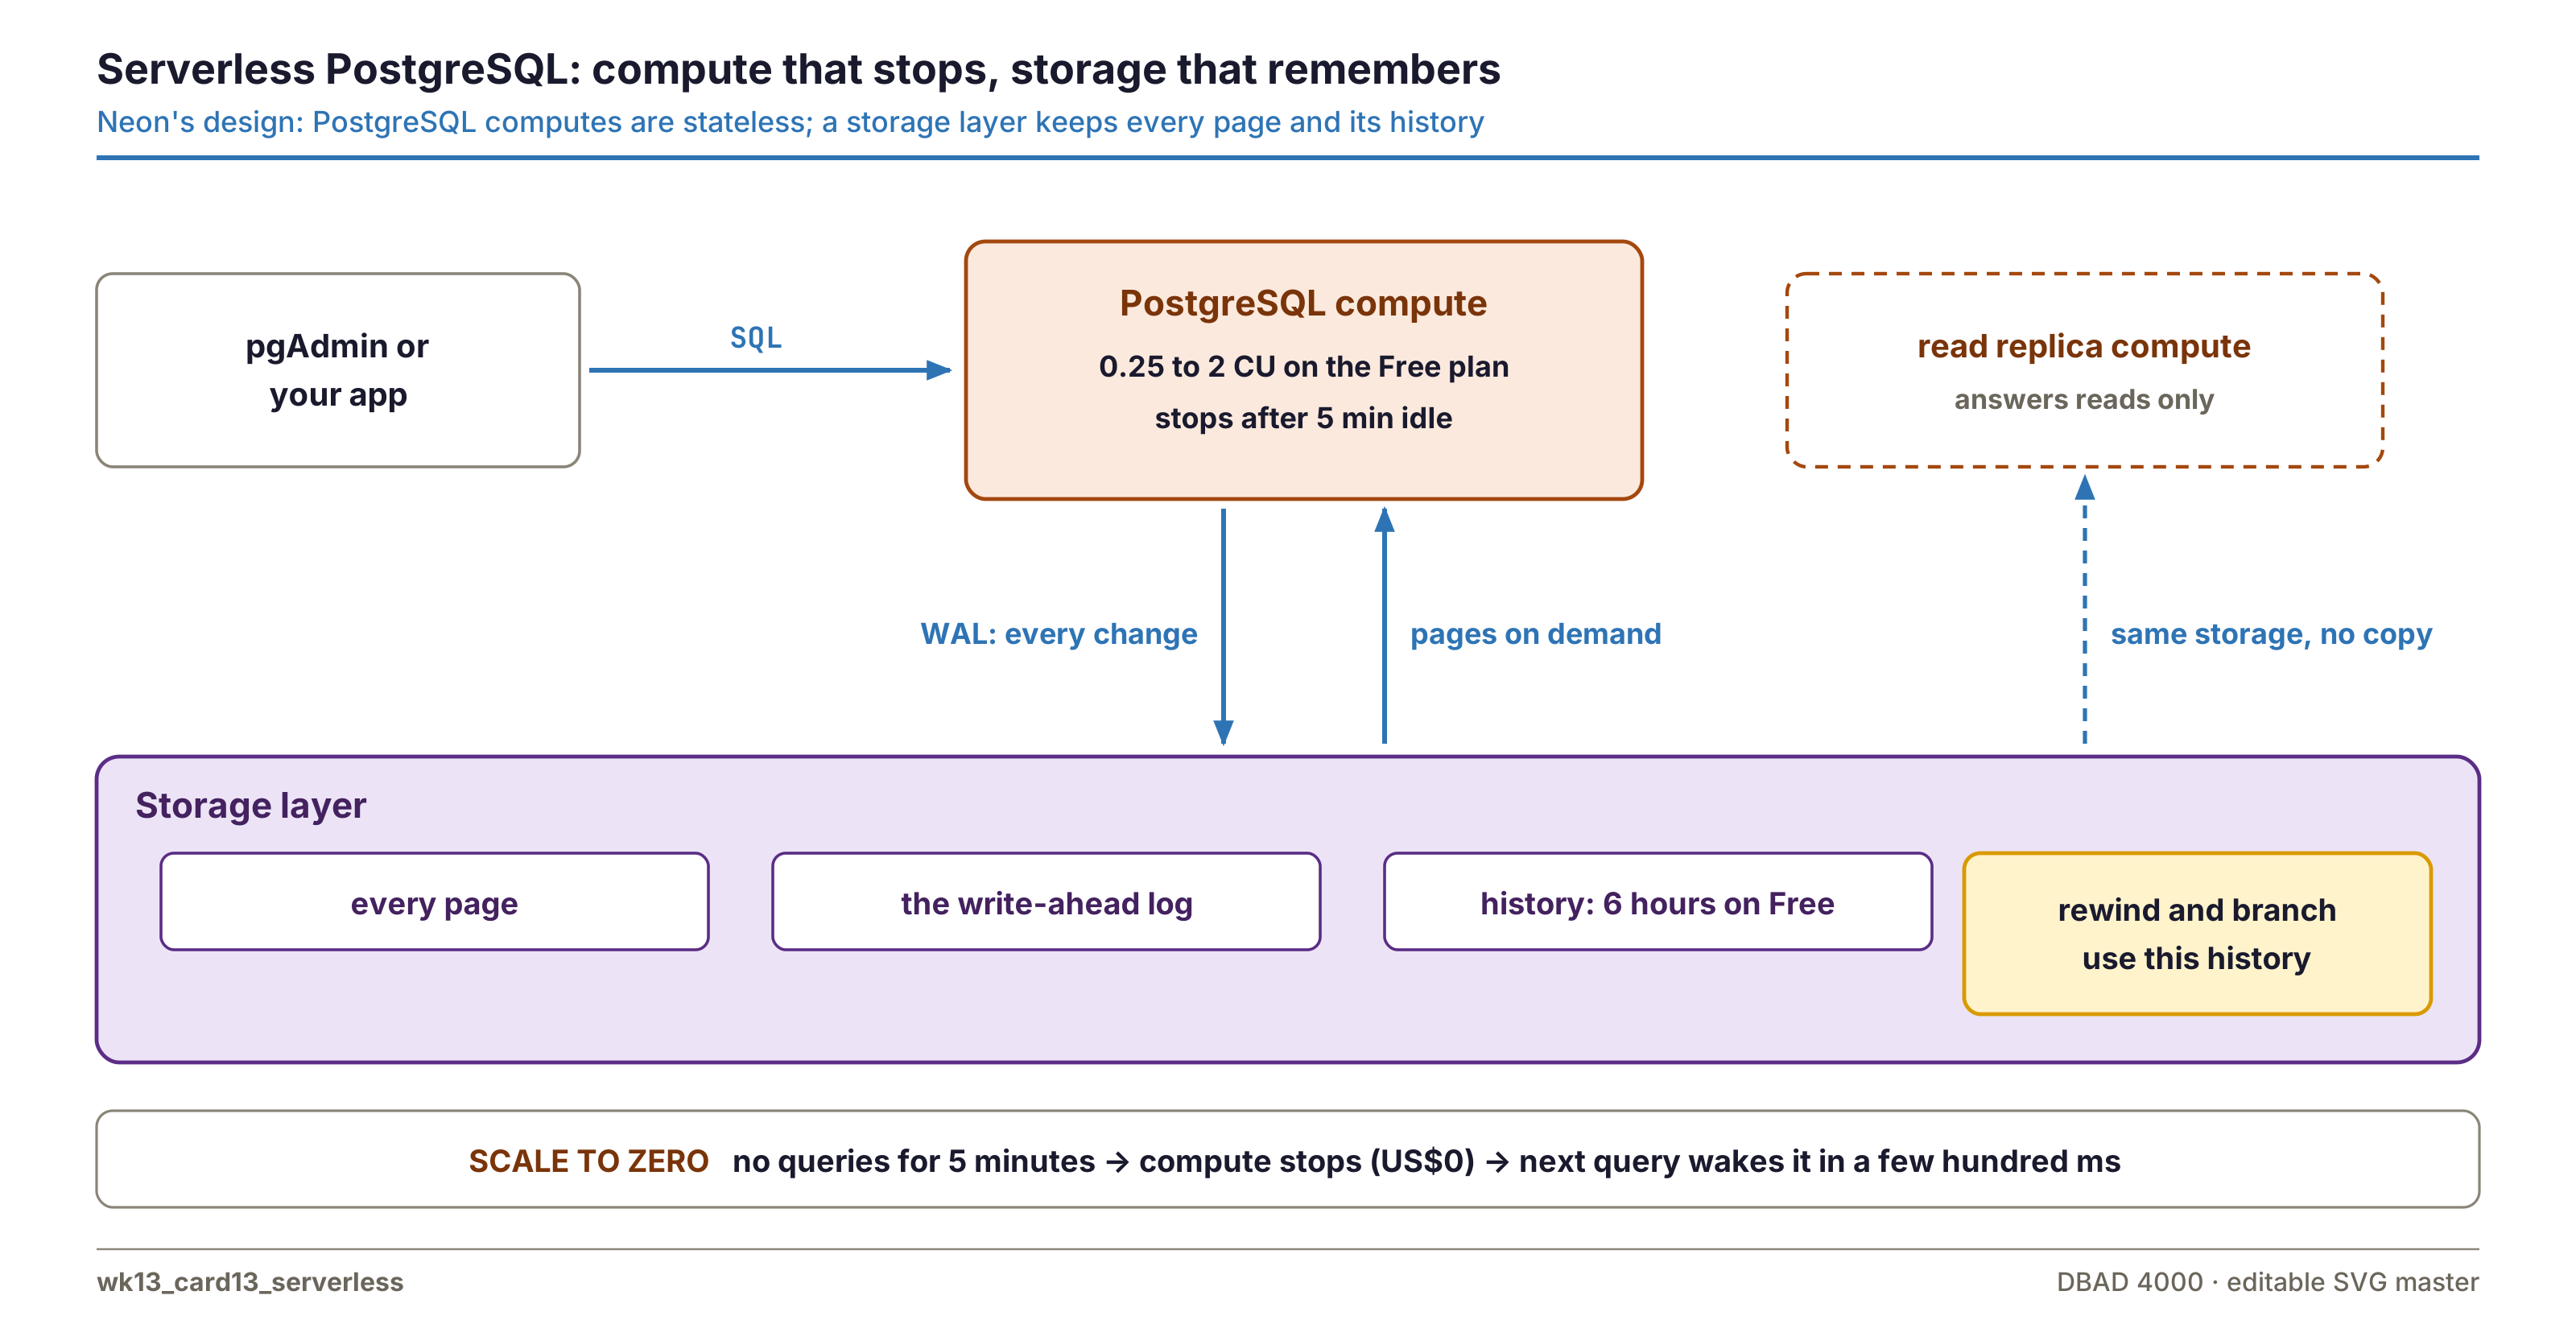 Serverless PostgreSQL: compute that stops, storage that remembers
Neon's design: PostgreSQL computes are stateless; a storage layer keeps every page and its history
pgAdmin or
your app
SQL
PostgreSQL compute
0.25 to 2 CU on the Free plan
stops after 5 min idle
read replica compute
answers reads only
WAL: every change
pages on demand
same storage, no copy
Storage layer
every page
the write-ahead log
history: 6 hours on Free
rewind and branch
use this history
SCALE TO ZERO no queries for 5 minutes → compute stops (US$0) → next query wakes it in a few hundred ms
wk13_card13_serverless
DBAD 4000 · editable SVG master